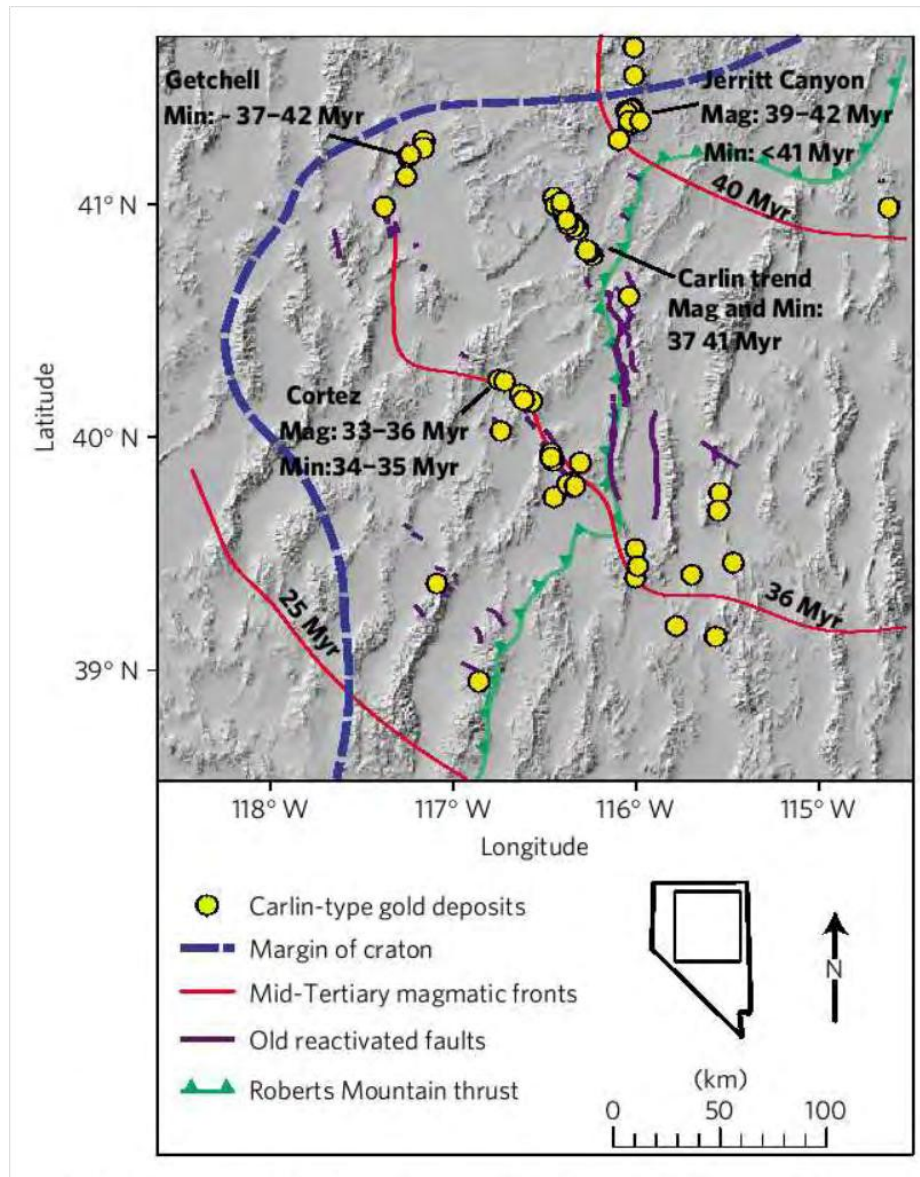 Getchell
Min: ~ 37–42 Myr
Jerritt Canyon
Mag: 39–42 Myr
Min: <41 Myr
40 Myr
41° N
Carlin trend
Mag and Min:
37 41 Myr
Cortez
Mag: 33–36 Myr
Min:34–35 Myr
40° N
Latitude
25 Myr
36 Myr
39° N
118° W
117° W
116° W
115° W
Longitude
Carlin-type gold deposits
Margin of craton
Mid-Tertiary magmatic fronts
Old reactivated faults
Roberts Mountain thrust
N
(km)
0 50 100